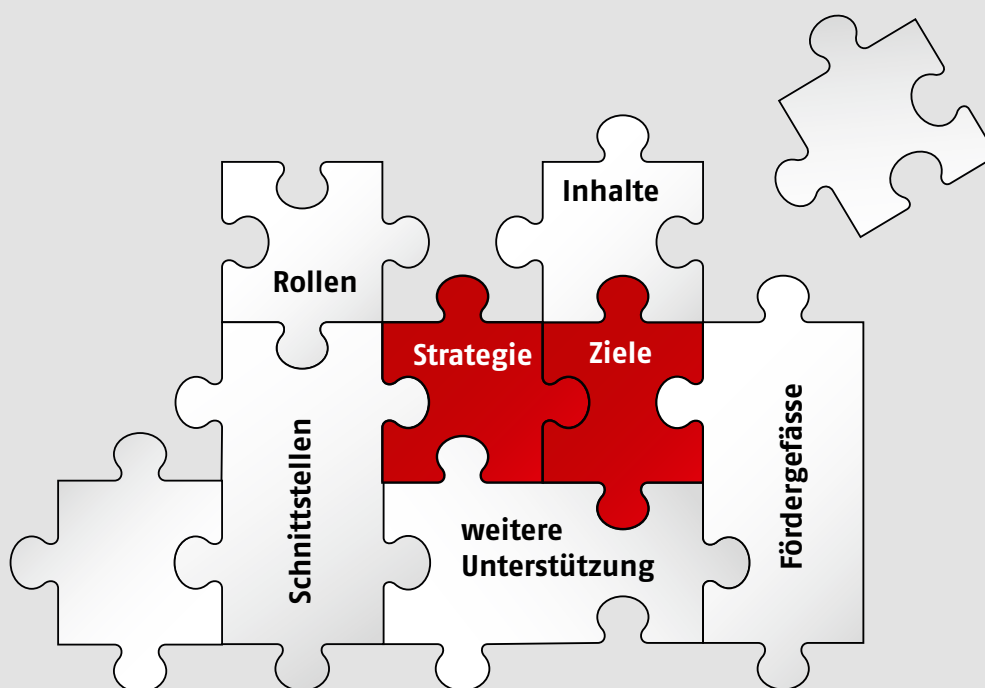 Inhalte
Rollen
Strategie
Ziele
Schnittstellen
Fördergefässe
weitere
Unterstützung